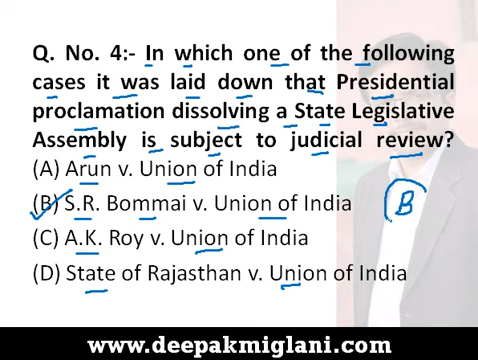 Q. No. 4:- In which one of the following
cases it was laid down that Presidential
proclamation dissolving a State Legislative
Assembly is subject to judicial review?
(A) Arun v. Union of India
(B) S.R. Bommai v. Union of India
B
(C) A.K. Roy v. Union of India
(D) State of Rajasthan v. Union of India
www.deepakmiglani.com